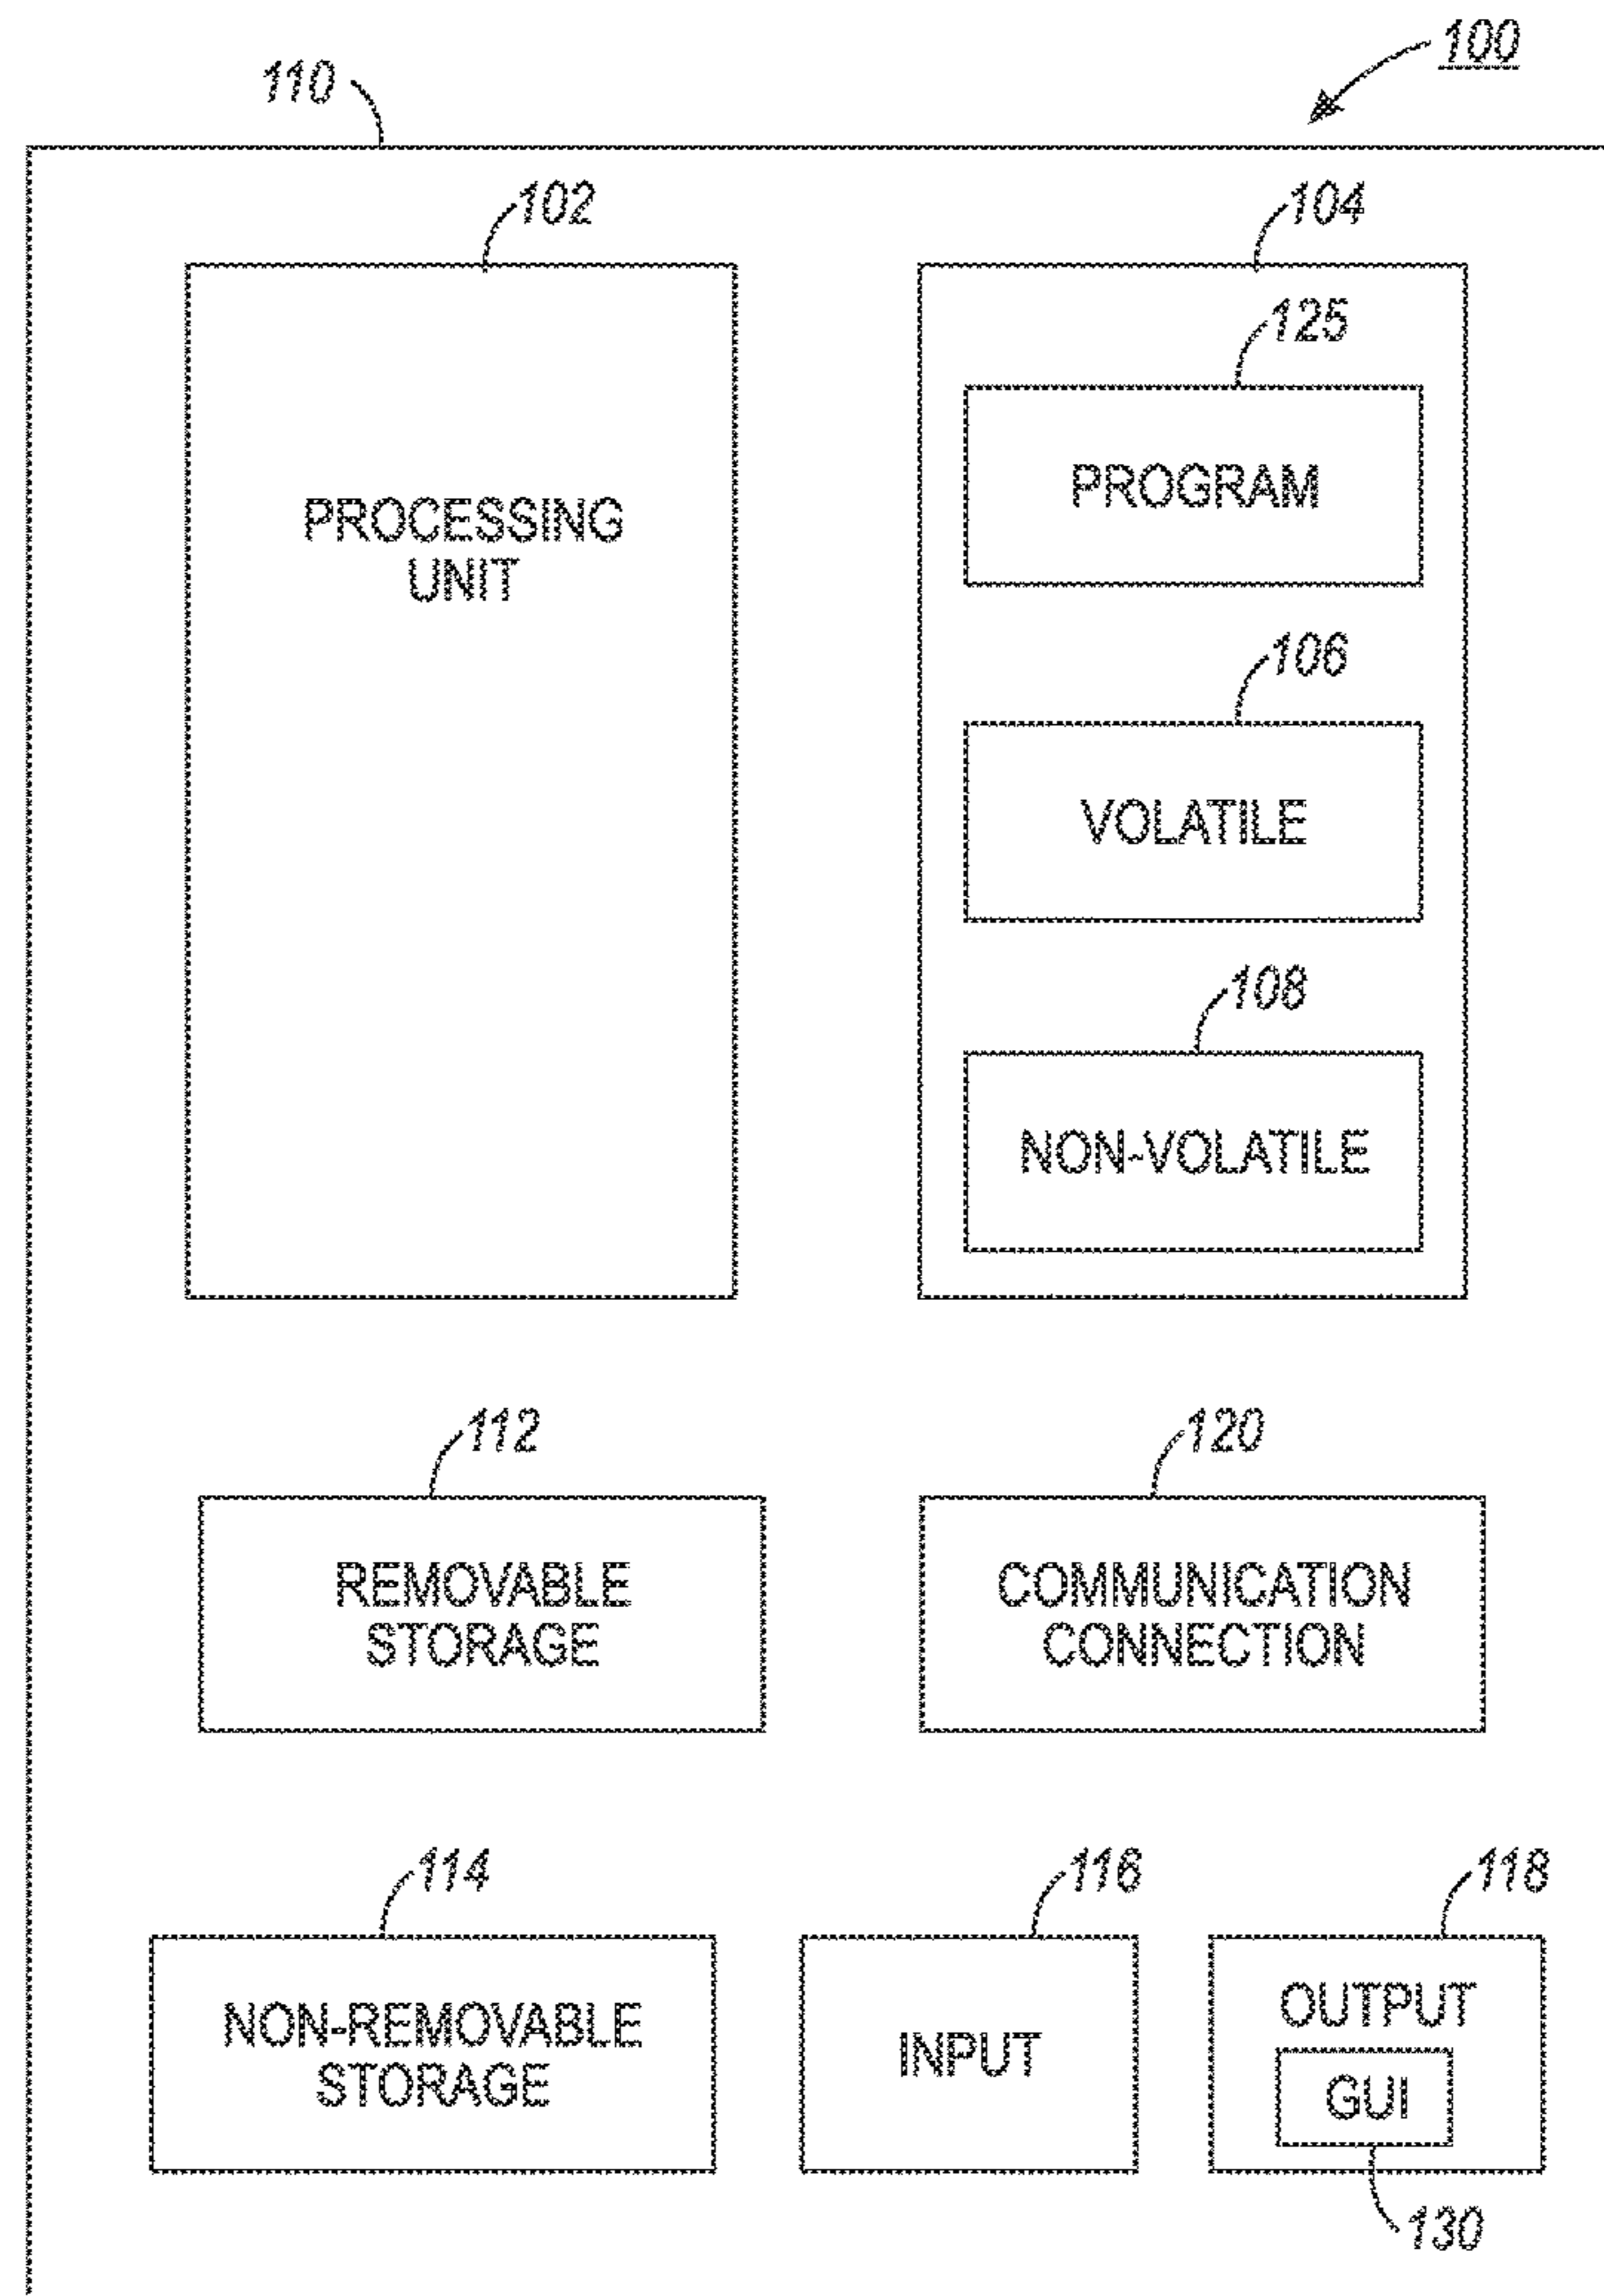 100
110
102
104
125
PROGRAM
PROCESSING
UNIT
106
VOLATILE
108
NON-VOLATILE
112
120
REMOVABLE
STORAGE
COMMUNICATION
CONNECTION
114
116
118
NON-REMOVABLE
STORAGE
INPUT
OUTPUT
GUI
130